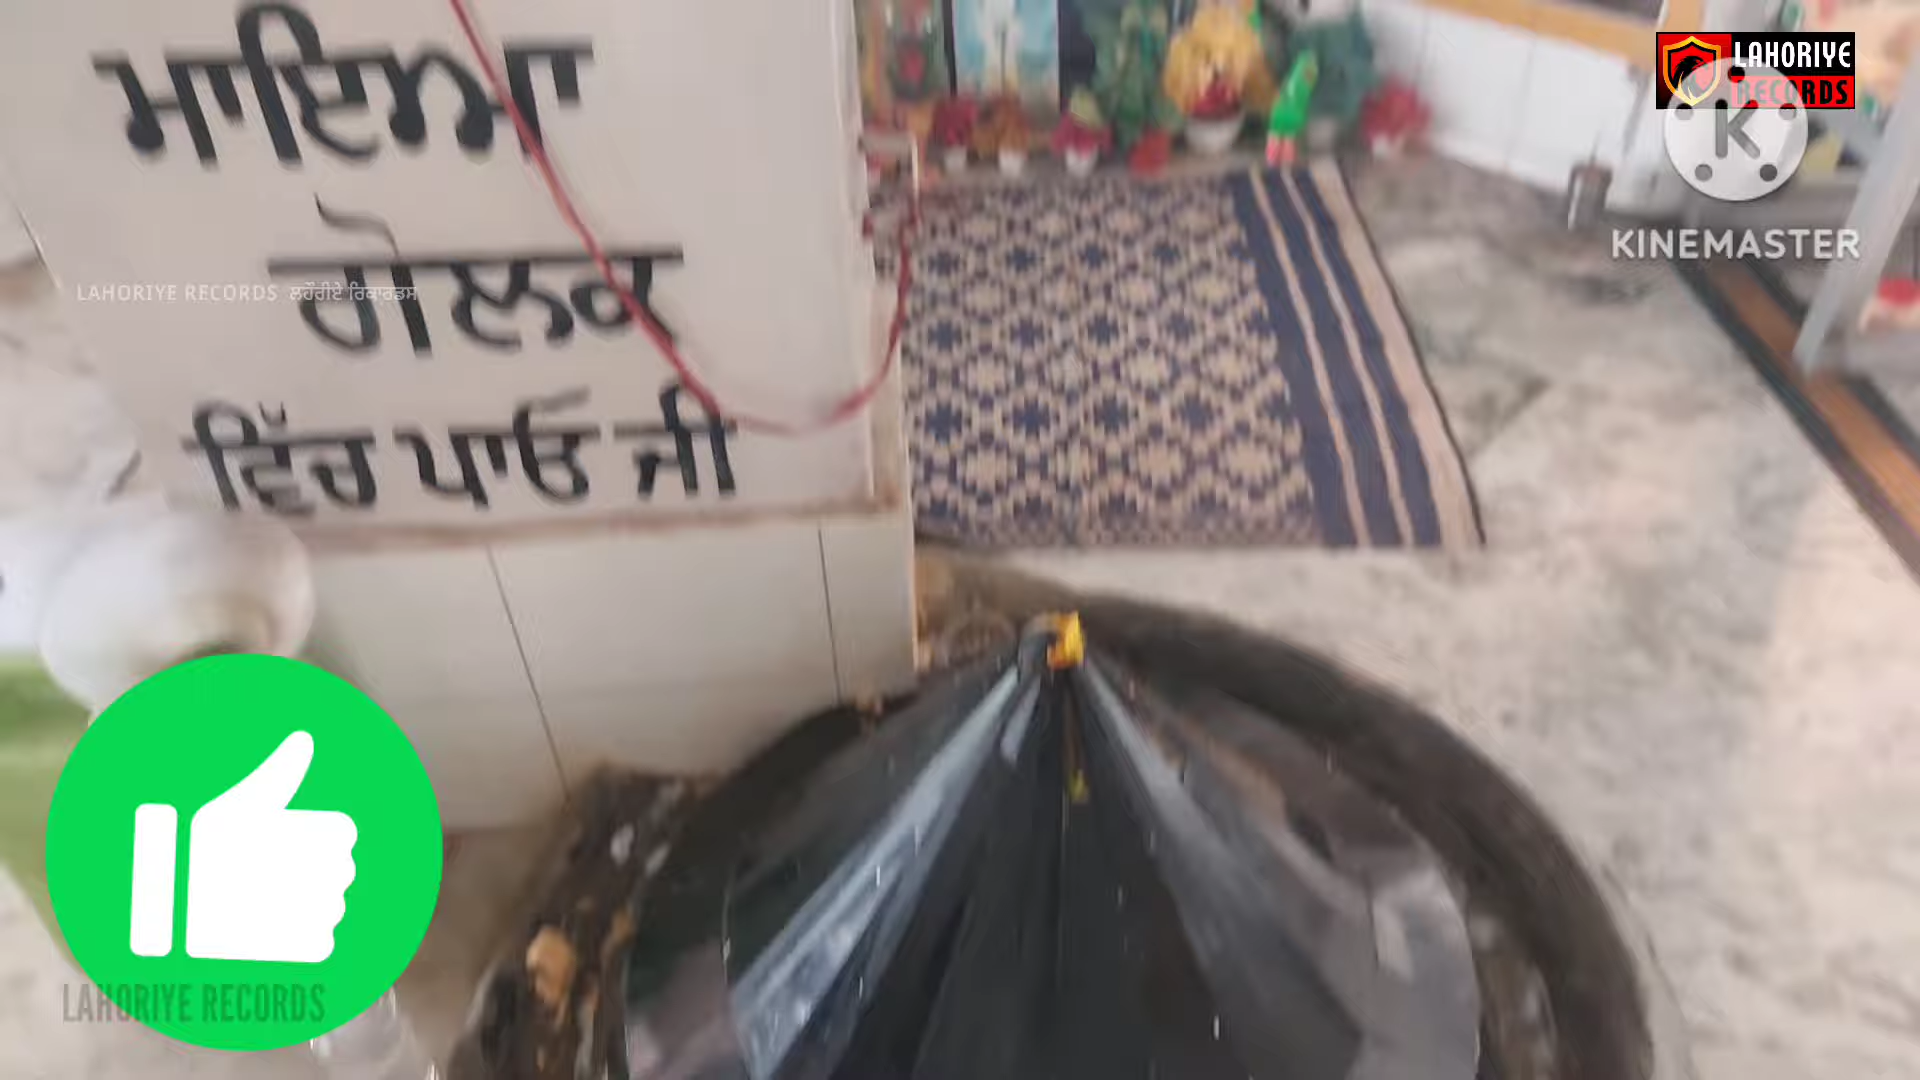 ਮਾਇਆ
ਗੋਲਕ
ਵਿੱਚ ਪਾਓ ਜੀ
LAHORIYE RECORDS ਲਹੌਰੀਏ ਰਿਕਾਰਡਸ
LAHORIYE
RECORDS
K
KINEMASTER
LAHORIYE RECORDS